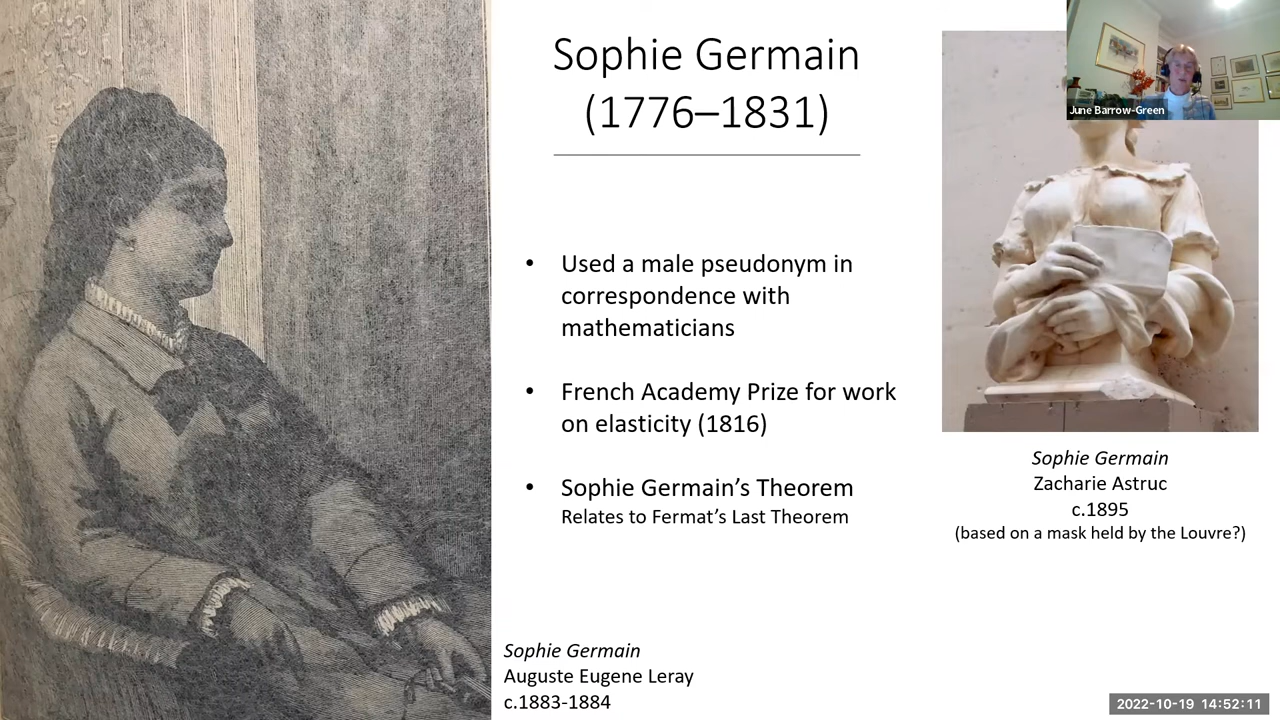 Sophie Germain
(1776–1831)
• Used a male pseudonym in
correspondence with
mathematicians
• French Academy Prize for work
on elasticity (1816)
• Sophie Germain’s Theorem
Relates to Fermat’s Last Theorem
Sophie Germain
Auguste Eugene Leray
c.1883-1884
June Barrow-Green
Sophie Germain
Zacharie Astruc
c.1895
(based on a mask held by the Louvre?)
2022-10-19 14:52:11